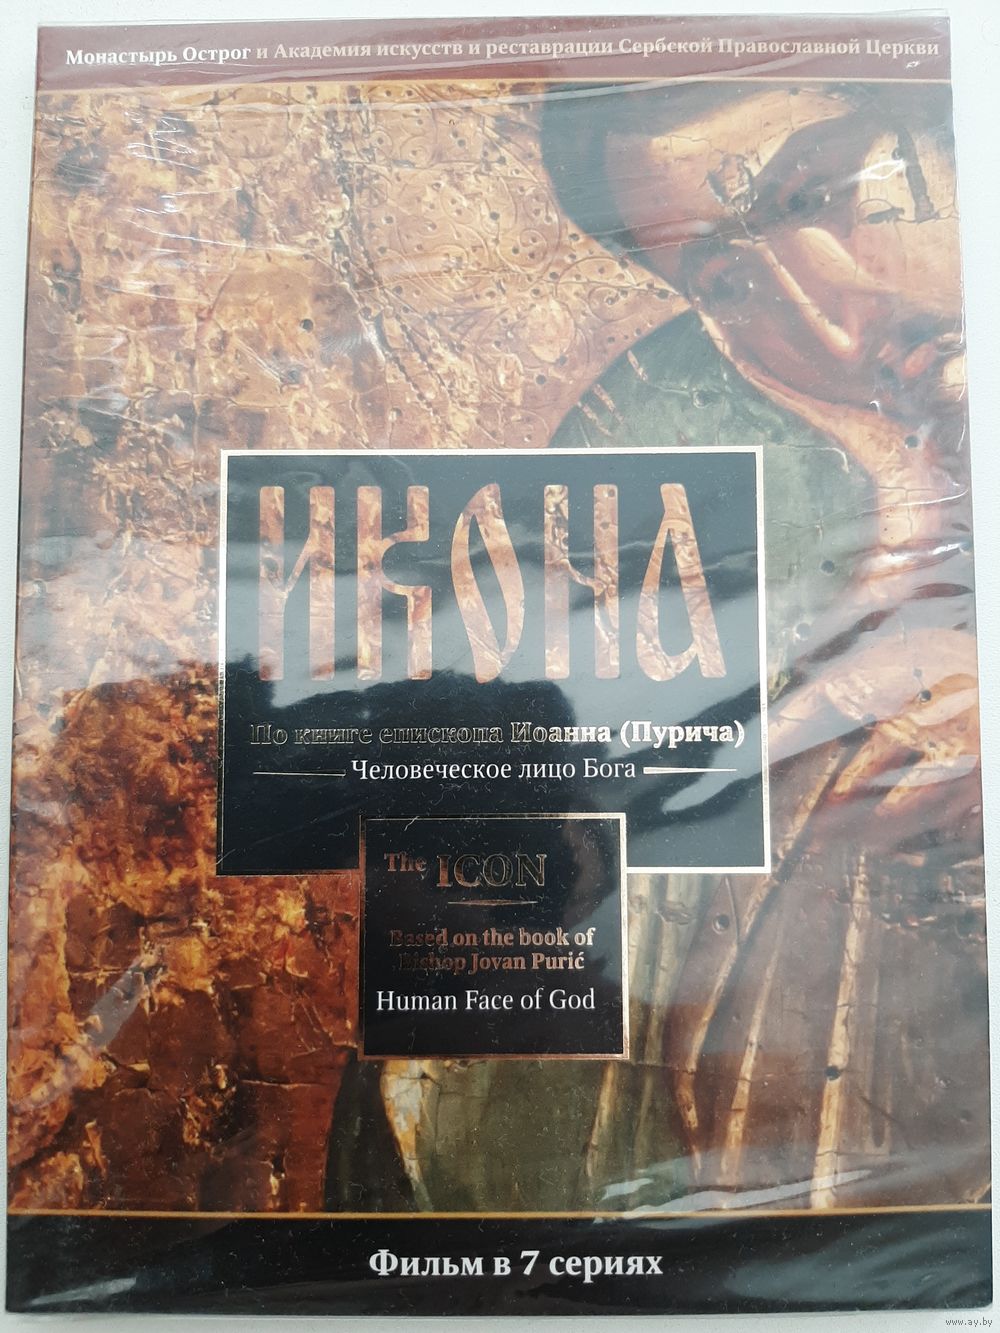 Монастырь Острог и Академия искусств и реставрации Сербской Православной Церкви
ИКОНА
По книге епископа Иоанна (Пурича)
Человеческое лицо Бога
The ICON
Based on the book of
Bishop Jovan Purić
Human Face of God
Фильм в 7 сериях
www.ay.by